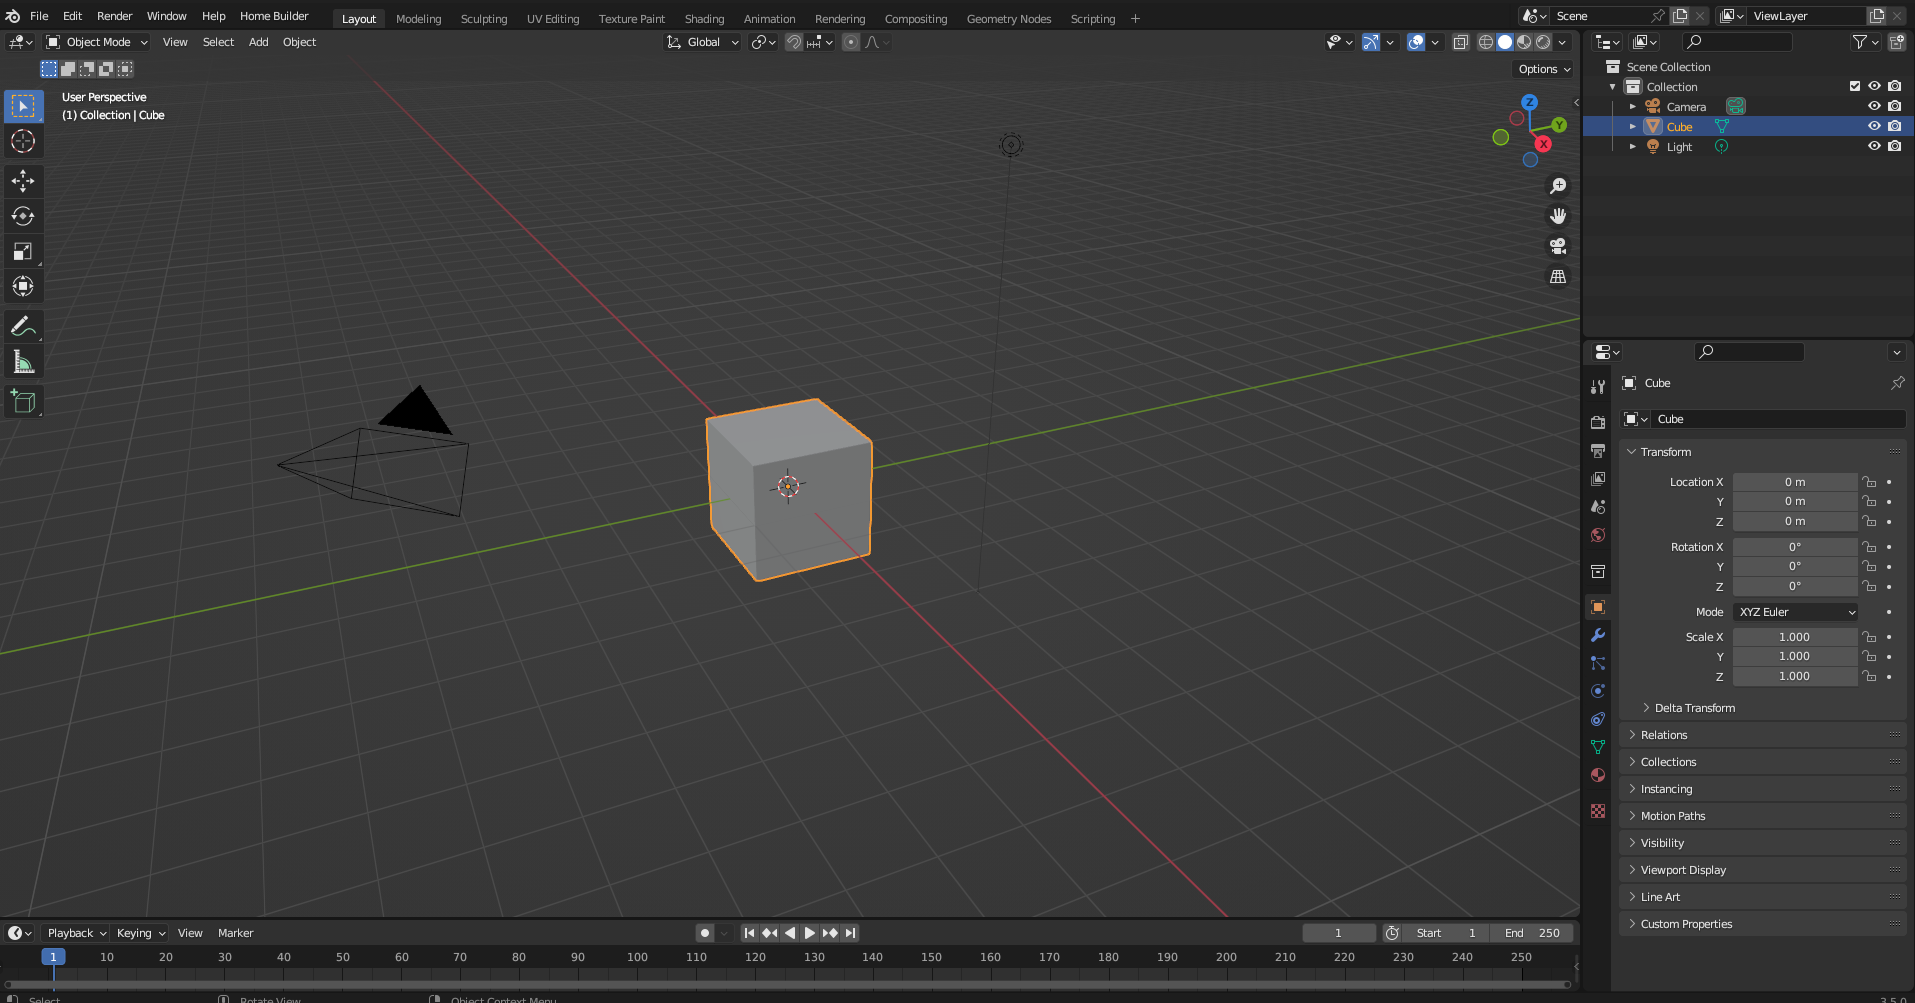 File Edit Render Window Help Home Builder Layout Modeling Sculpting UV Editing Texture Paint Shading Animation Rendering Compositing Geometry Nodes Scripting + Scene ViewLayer
Object Mode View Select Add Object Global
Options
User Perspective
(1) Collection | Cube
Z
Y
X
Scene Collection
Collection
Camera
Cube
Light
Cube
Cube
Transform
Location X 0 m
Y 0 m
Z 0 m
Rotation X 0°
Y 0°
Z 0°
Mode XYZ Euler
Scale X 1.000
Y 1.000
Z 1.000
Delta Transform
Relations
Collections
Instancing
Motion Paths
Visibility
Viewport Display
Line Art
Custom Properties
Playback Keying View Marker 1 Start 1 End 250
1 10 20 30 40 50 60 70 80 90 100 110 120 130 140 150 160 170 180 190 200 210 220 230 240 250
Select Rotate View Object Context Menu 3.5.0